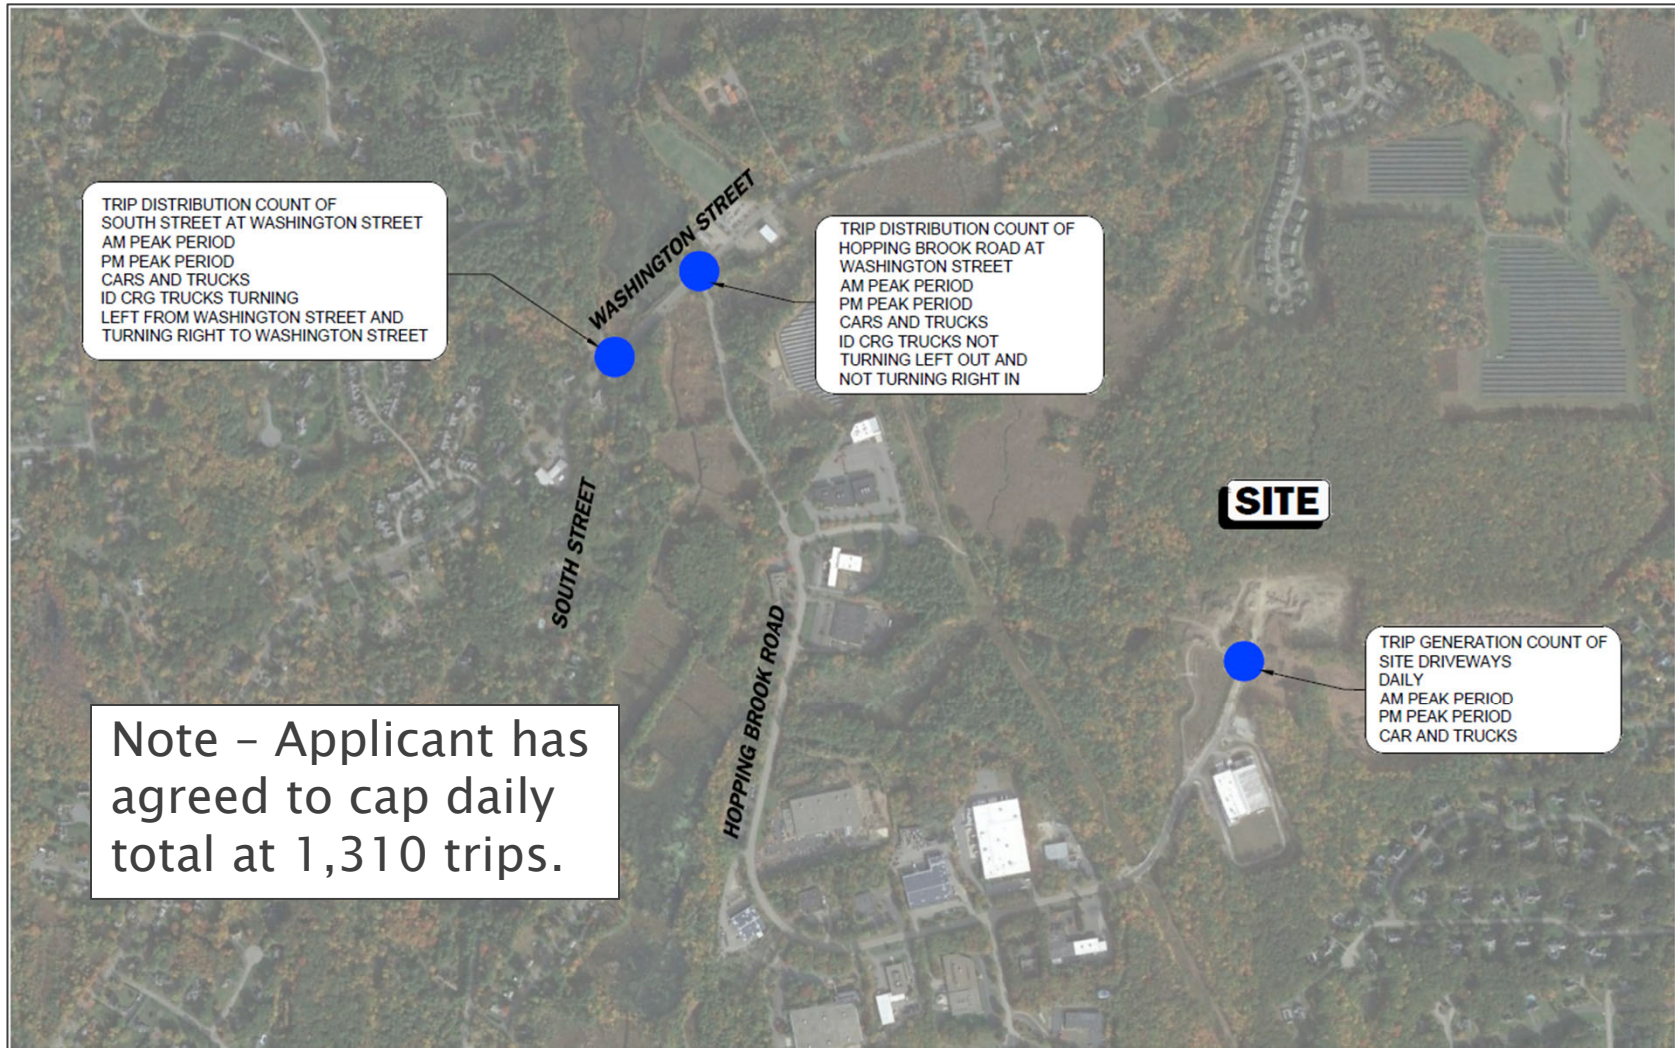 TRIP DISTRIBUTION COUNT OF
SOUTH STREET AT WASHINGTON STREET
AM PEAK PERIOD
PM PEAK PERIOD
CARS AND TRUCKS
ID CRG TRUCKS TURNING
LEFT FROM WASHINGTON STREET AND
TURNING RIGHT TO WASHINGTON STREET
WASHINGTON STREET
TRIP DISTRIBUTION COUNT OF
HOPPING BROOK ROAD AT
WASHINGTON STREET
AM PEAK PERIOD
PM PEAK PERIOD
CARS AND TRUCKS
ID CRG TRUCKS NOT
TURNING LEFT OUT AND
NOT TURNING RIGHT IN
SITE
SOUTH STREET
HOPPING BROOK ROAD
TRIP GENERATION COUNT OF
SITE DRIVEWAYS
DAILY
AM PEAK PERIOD
PM PEAK PERIOD
CAR AND TRUCKS
Note – Applicant has
agreed to cap daily
total at 1,310 trips.